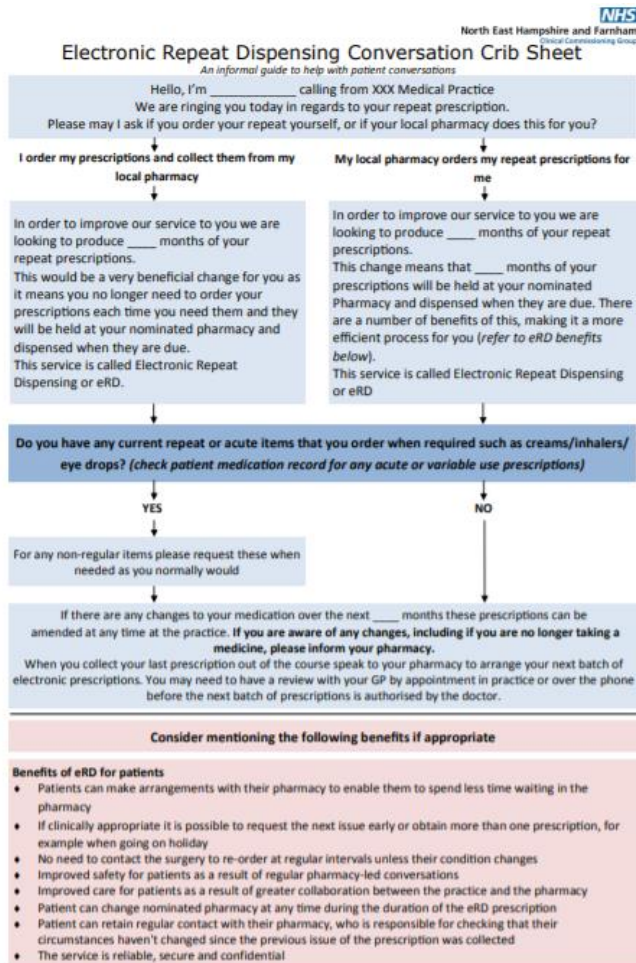 NHS
North East Hampshire and Farnham
Clinical Commissioning Group
Electronic Repeat Dispensing Conversation Crib Sheet
An informal guide to help with patient conversations
Hello, I'm ____________ calling from XXX Medical Practice
We are ringing you today in regards to your repeat prescription.
Please may I ask if you order your repeat yourself, or if your local pharmacy does this for you?
I order my prescriptions and collect them from my
local pharmacy
In order to improve our service to you we are
looking to produce ____ months of your
repeat prescriptions.
This would be a very beneficial change for you as
it means you no longer need to order your
prescriptions each time you need them and they
will be held at your nominated pharmacy and
dispensed when they are due.
This service is called Electronic Repeat
Dispensing or eRD.
My local pharmacy orders my repeat prescriptions for
me
In order to improve our service to you we are
looking to produce ____ months of your repeat
prescriptions.
This change means that ____ months of your
prescriptions will be held at your nominated
Pharmacy and dispensed when they are due. There
are a number of benefits of this, making it a more
efficient process for you (refer to eRD benefits
below).
This service is called Electronic Repeat Dispensing
or eRD
Do you have any current repeat or acute items that you order when required such as creams/inhalers/
eye drops? (check patient medication record for any acute or variable use prescriptions)
YES
NO
For any non-regular items please request these when
needed as you normally would
If there are any changes to your medication over the next ____ months these prescriptions can be
amended at any time at the practice. If you are aware of any changes, including if you are no longer taking a
medicine, please inform your pharmacy.
When you collect your last prescription out of the course speak to your pharmacy to arrange your next batch of
electronic prescriptions. You may need to have a review with your GP by appointment in practice or over the phone
before the next batch of prescriptions is authorised by the doctor.
Consider mentioning the following benefits if appropriate
Benefits of eRD for patients
♦ Patients can make arrangements with their pharmacy to enable them to spend less time waiting in the
pharmacy
♦ If clinically appropriate it is possible to request the next issue early or obtain more than one prescription, for
example when going on holiday
♦ No need to contact the surgery to re-order at regular intervals unless their condition changes
♦ Improved safety for patients as a result of regular pharmacy-led conversations
♦ Improved care for patients as a result of greater collaboration between the practice and the pharmacy
♦ Patient can change nominated pharmacy at any time during the duration of the eRD prescription
♦ Patient can retain regular contact with their pharmacy, who is responsible for checking that their
circumstances haven't changed since the previous issue of the prescription was collected
♦ The service is reliable, secure and confidential